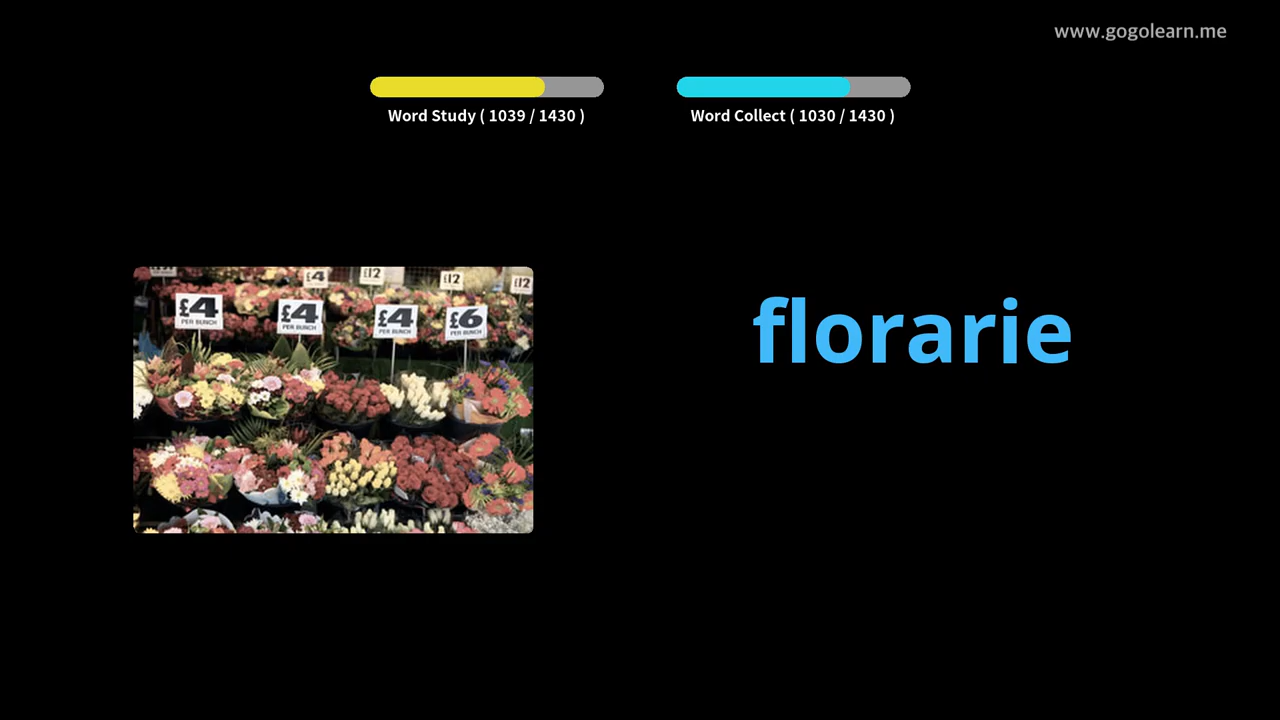 www.gogolearn.me
Word Study ( 1039 / 1430 )
Word Collect ( 1030 / 1430 )
£4
£12
£12
£12
£4
PER BUNCH
£4
PER BUNCH
£4
PER BUNCH
£6
PER BUNCH
florarie